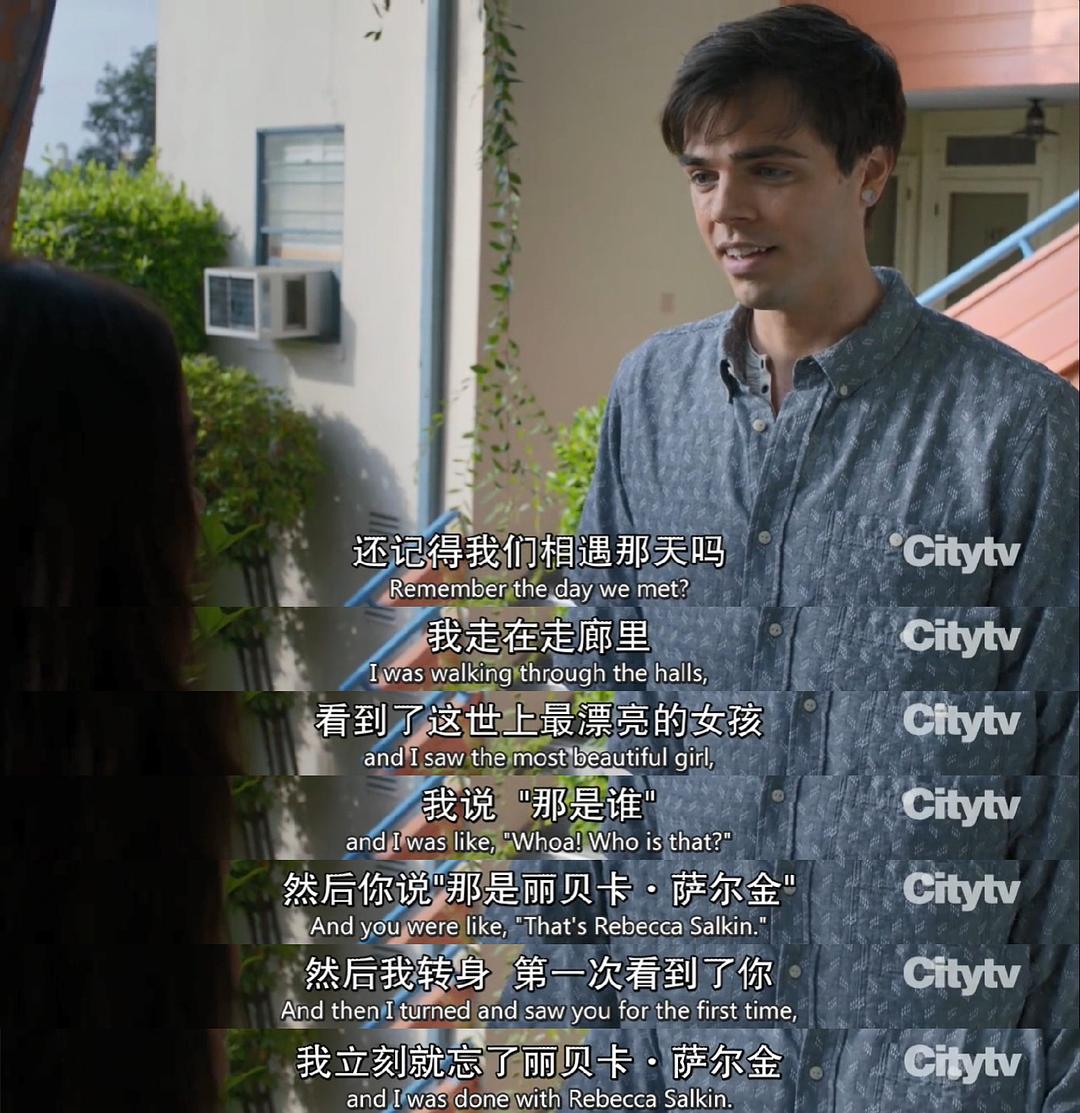 还记得我们相遇那天吗
Citytv
Remember the day we met?
我走在走廊里
Citytv
I was walking through the halls,
看到了这世上最漂亮的女孩
Citytv
and I saw the most beautiful girl,
我说 "那是谁"
Citytv
and I was like, "Whoa! Who is that?"
然后你说"那是丽贝卡·萨尔金"
Citytv
And you were like, "That's Rebecca Salkin."
然后我转身 第一次看到了你
Citytv
And then I turned and saw you for the first time,
我立刻就忘了丽贝卡·萨尔金
Citytv
and I was done with Rebecca Salkin.